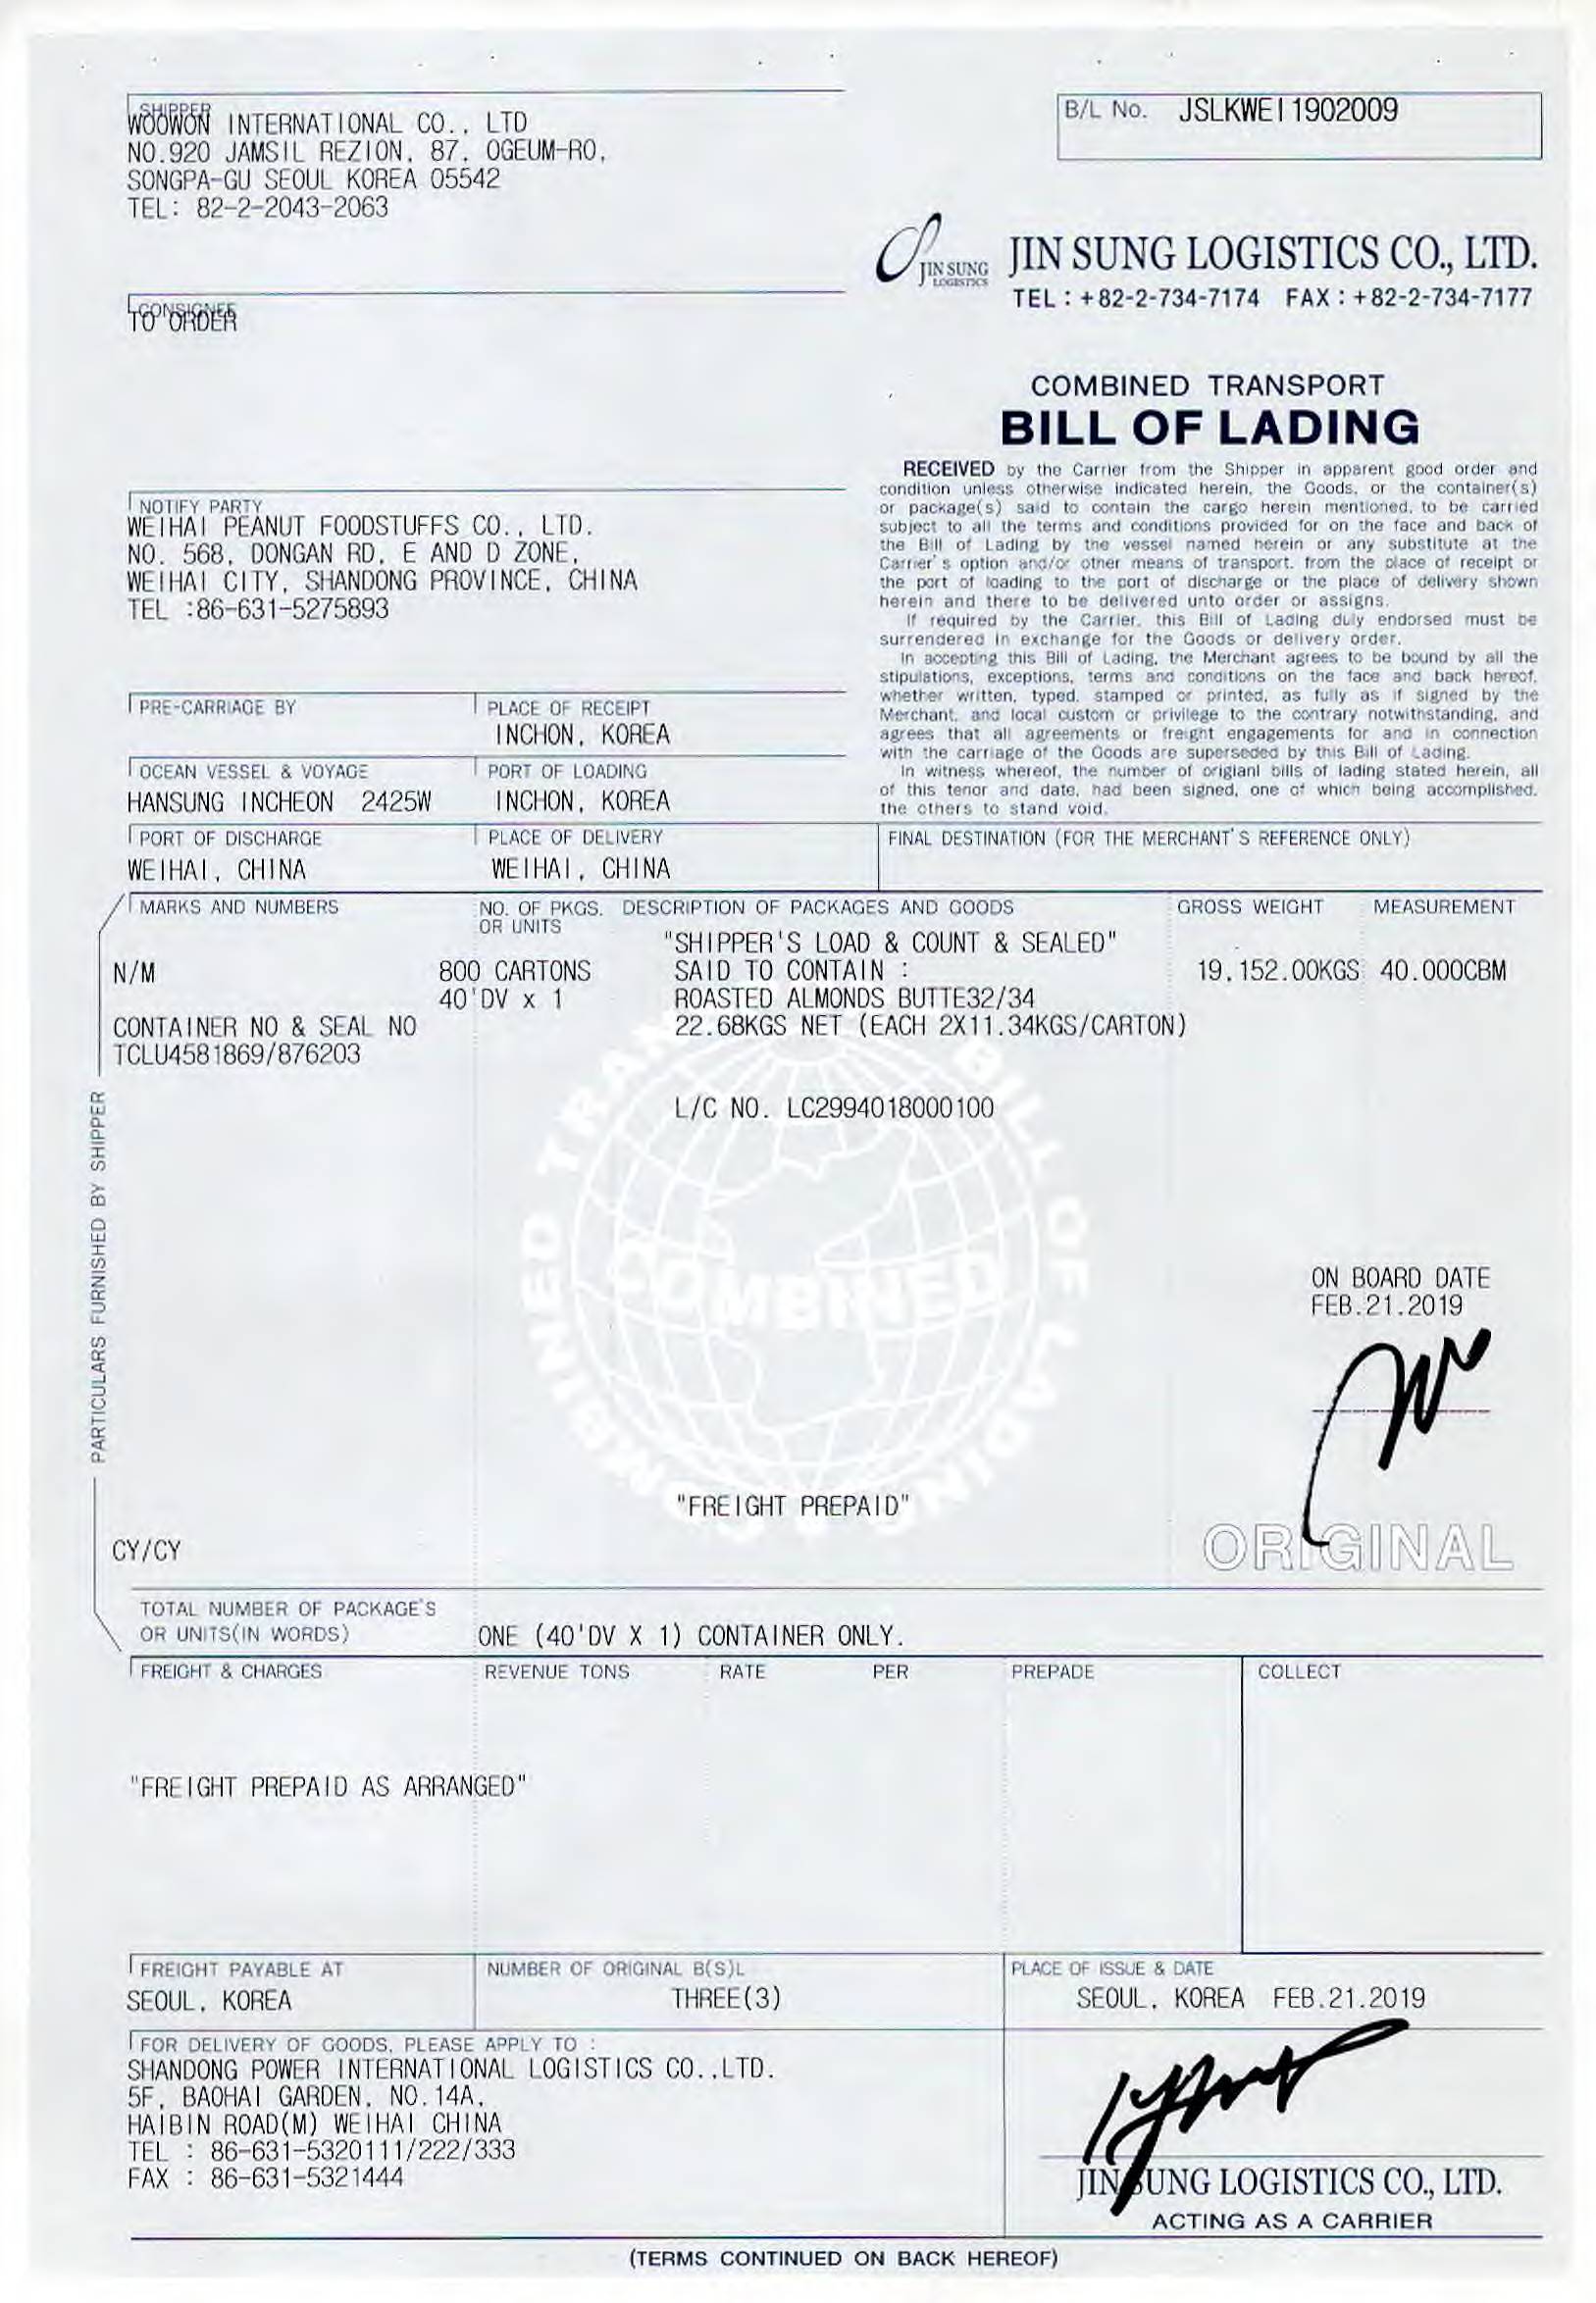 SHIPPER
WOOWON INTERNATIONAL CO., LTD
NO.920 JAMSIL REZION, 87, OGEUM-RO,
SONGPA-GU SEOUL KOREA 05542
TEL: 82-2-2043-2063
B/L No. JSLKWEI1902009
JIN SUNG
LOGISTICS
JIN SUNG LOGISTICS CO., LTD.
TEL : +82-2-734-7174 FAX : +82-2-734-7177
CONSIGNEE
TO ORDER
COMBINED TRANSPORT
BILL OF LADING
RECEIVED by the Carrier from the Shipper in apparent good order and
condition unless otherwise indicated herein, the Goods, or the container(s)
or package(s) said to contain the cargo herein mentioned, to be carried
subject to all the terms and conditions provided for on the face and back of
the Bill of Lading by the vessel named herein or any substitute at the
Carrier's option and/or other means of transport, from the place of receipt or
the port of loading to the port of discharge or the place of delivery shown
herein and there to be delivered unto order or assigns.
If required by the Carrier, this Bill of Lading duly endorsed must be
surrendered in exchange for the Goods or delivery order.
In accepting this Bill of Lading, the Merchant agrees to be bound by all the
stipulations, exceptions, terms and conditions on the face and back hereof,
whether written, typed, stamped or printed, as fully as if signed by the
Merchant, and local custom or privilege to the contrary notwithstanding, and
agrees that all agreements or freight engagements for and in connection
with the carriage of the Goods are superseded by this Bill of Lading.
In witness whereof, the number of origianl bills of lading stated herein, all
of this tenor and date, had been signed, one of which being accomplished,
the others to stand void.
NOTIFY PARTY
WEIHAI PEANUT FOODSTUFFS CO., LTD.
NO. 568, DONGAN RD, E AND D ZONE,
WEIHAI CITY, SHANDONG PROVINCE, CHINA
TEL :86-631-5275893
PRE-CARRIAGE BY
PLACE OF RECEIPT
INCHON, KOREA
OCEAN VESSEL & VOYAGE
HANSUNG INCHEON 2425W
PORT OF LOADING
INCHON, KOREA
PORT OF DISCHARGE
WEIHAI, CHINA
PLACE OF DELIVERY
WEIHAI, CHINA
FINAL DESTINATION (FOR THE MERCHANT'S REFERENCE ONLY)
MARKS AND NUMBERS
NO. OF PKGS.
OR UNITS
DESCRIPTION OF PACKAGES AND GOODS
GROSS WEIGHT
MEASUREMENT
"SHIPPER'S LOAD & COUNT & SEALED"
N/M 800 CARTONS SAID TO CONTAIN : 19,152.00KGS 40.000CBM
40'DV x 1 ROASTED ALMONDS BUTTE32/34
CONTAINER NO & SEAL NO 22.68KGS NET (EACH 2X11.34KGS/CARTON)
TCLU4581869/876203
L/C NO. LC2994018000100
COMBINED
PARTICULARS FURNISHED BY SHIPPER
ON BOARD DATE
FEB.21.2019
"FREIGHT PREPAID"
ORIGINAL
CY/CY
TOTAL NUMBER OF PACKAGE'S
OR UNITS(IN WORDS)
ONE (40'DV X 1) CONTAINER ONLY.
FREIGHT & CHARGES
REVENUE TONS
RATE
PER
PREPADE
COLLECT
"FREIGHT PREPAID AS ARRANGED"
FREIGHT PAYABLE AT
SEOUL, KOREA
NUMBER OF ORIGINAL B(S)L
THREE(3)
PLACE OF ISSUE & DATE
SEOUL, KOREA FEB.21.2019
FOR DELIVERY OF GOODS, PLEASE APPLY TO :
SHANDONG POWER INTERNATIONAL LOGISTICS CO.,LTD.
5F, BAOHAI GARDEN, NO.14A,
HAIBIN ROAD(M) WEIHAI CHINA
TEL : 86-631-5320111/222/333
FAX : 86-631-5321444
JIN SUNG LOGISTICS CO., LTD.
ACTING AS A CARRIER
(TERMS CONTINUED ON BACK HEREOF)